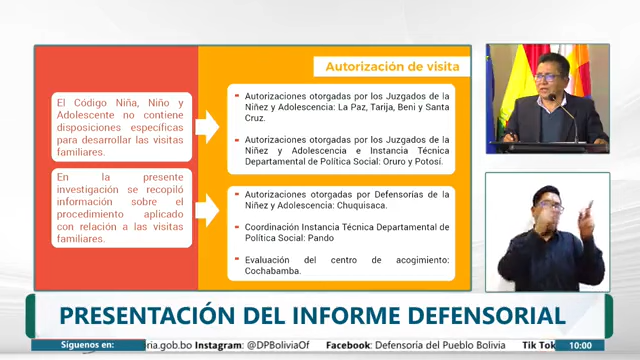 Autorización de visita
El Código Niña, Niño y
Adolescente no contiene
disposiciones específicas
para desarrollar las visitas
familiares.
En la presente
investigación se recopiló
información sobre el
procedimiento aplicado
con relación a las visitas
familiares.
Autorizaciones otorgadas por los Juzgados de la
Niñez y Adolescencia: La Paz, Tarija, Beni y Santa
Cruz.
Autorizaciones otorgadas por los Juzgados de la
Niñez y Adolescencia e Instancia Técnica
Departamental de Política Social: Oruro y Potosí.
Autorizaciones otorgadas por Defensorías de la
Niñez y Adolescencia: Chuquisaca.
Coordinación Instancia Técnica Departamental de
Política Social: Pando
Evaluación del centro de acogimiento:
Cochabamba.
PRESENTACIÓN DEL INFORME DEFENSORIAL
Síguenos en: oria.gob.bo Instagram: @DPBoliviaOf Facebook: Defensoría del Pueblo Bolivia Tik Tok 10:00